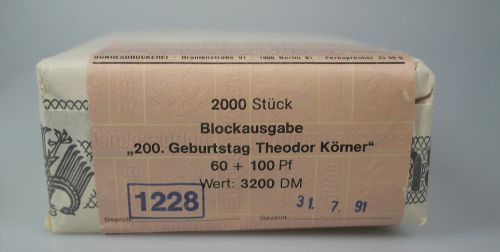 BUNDESDRUCKEREI Oranienstraße 91 · 1000 Berlin 61 Fernsprecher
2000 Stück
Blockausgabe
„200. Geburtstag Theodor Körner“
60 + 100 Pf
Wert: 3200 DM
1228
31. 7. 91
Geprüft: Gezählt: